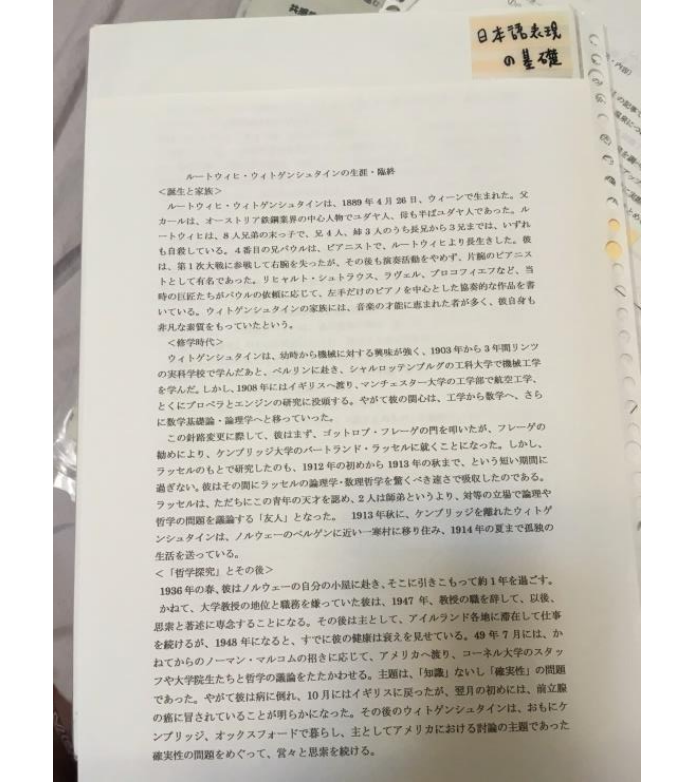 日本語表現
の基礎
ルートウィヒ・ウィトゲンシュタインの生涯・臨終
<誕生と家族>
ルートウィヒ・ウィトゲンシュタインは、1889年4月26日、ウィーンで生まれた。父
カールは、オーストリア鉄鋼業界の中心人物でユダヤ人、母も半ばユダヤ人であった。ル
ートウィヒは、8人兄弟の末っ子で、兄4人、姉3人のうち長兄から3兄までは、いずれ
も自殺している。4番目の兄パウルは、ピアニストで、ルートウィヒより長生きした。彼
は、第1次大戦に参戦して右腕を失ったが、その後も演奏活動をやめず、片腕のピアニス
トとして有名であった。リヒャルト・シュトラウス、ラヴェル、プロコフィエフなど、当
時の巨匠たちがパウルの依頼に応じて、左手だけのピアノを中心とした協奏的な作品を書
いている。ウィトゲンシュタインの家族には、音楽の才能に恵まれた者が多く、彼自身も
非凡な素質をもっていたという。
<修学時代>
ウィトゲンシュタインは、幼時から機械に対する興味が強く、1903年から3年間リンツ
の実科学校で学んだあと、ベルリンに赴き、シャルロッテンブルグの工科大学で機械工学
を学んだ。しかし、1908年にはイギリスへ渡り、マンチェスター大学の工学部で航空工学、
とくにプロペラとエンジンの研究に没頭する。やがて彼の関心は、工学から数学へ、さら
に数学基礎論・論理学へと移っていった。
この針路変更に際して、彼はまず、ゴットロプ・フレーゲの門を叩いたが、フレーゲの
勧めにより、ケンブリッジ大学のバートランド・ラッセルに就くことになった。しかし、
ラッセルのもとで研究したのも、1912年の初めから1913年の秋まで、という短い期間に
過ぎない。彼はその間にラッセルの論理学・数理哲学を驚くべき速さで吸収したのである。
ラッセルは、ただちにこの青年の天才を認め、2人は師弟というより、対等の立場で論理や
哲学の問題を議論する「友人」となった。 1913年秋に、ケンブリッジを離れたウィトゲ
ンシュタインは、ノルウェーのベルゲンに近い一寒村に移り住み、1914年の夏まで孤独の
生活を送っている。
<「哲学探究」とその後>
1936年の春、彼はノルウェーの自分の小屋に赴き、そこに引きこもって約1年を過ごす。
かねて、大学教授の地位と職務を嫌っていた彼は、1947年、教授の職を辞して、以後、
思索と著述に専念することになる。その後は主として、アイルランド各地に滞在して仕事
を続けるが、1948年になると、すでに彼の健康は衰えを見せている。49年7月には、か
ねてからのノーマン・マルコムの招きに応じて、アメリカへ渡り、コーネル大学のスタッ
フや大学院生たちと哲学の議論をたたかわせる。主題は、「知識」ないし「確実性」の問題
であった。やがて彼は病に倒れ、10月にはイギリスに戻ったが、翌月の初めには、前立腺
の癌に冒されていることが明らかになった。その後のウィトゲンシュタインは、おもにケ
ンブリッジ、オックスフォードで暮らし、主としてアメリカにおける討論の主題であった
確実性の問題をめぐって、営々と思索を続ける。